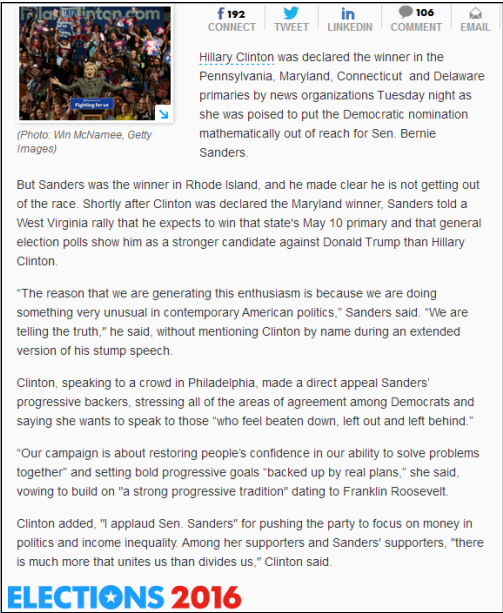 Clinton.com
Fighting for us
192
CONNECT
TWEET
LINKEDIN
106
COMMENT
EMAIL
(Photo: Win McNamee, Getty
Images)
Hillary Clinton was declared the winner in the
Pennsylvania, Maryland, Connecticut and Delaware
primaries by news organizations Tuesday night as
she was poised to put the Democratic nomination
mathematically out of reach for Sen. Bernie
Sanders.
But Sanders was the winner in Rhode Island, and he made clear he is not getting out
of the race. Shortly after Clinton was declared the Maryland winner, Sanders told a
West Virginia rally that he expects to win that state's May 10 primary and that general
election polls show him as a stronger candidate against Donald Trump than Hillary
Clinton.
“The reason that we are generating this enthusiasm is because we are doing
something very unusual in contemporary American politics,” Sanders said. “We are
telling the truth," he said, without mentioning Clinton by name during an extended
version of his stump speech.
Clinton, speaking to a crowd in Philadelphia, made a direct appeal Sanders’
progressive backers, stressing all of the areas of agreement among Democrats and
saying she wants to speak to those “who feel beaten down, left out and left behind.”
“Our campaign is about restoring people’s confidence in our ability to solve problems
together” and setting bold progressive goals “backed up by real plans,” she said,
vowing to build on "a strong progressive tradition" dating to Franklin Roosevelt.
Clinton added, "I applaud Sen. Sanders" for pushing the party to focus on money in
politics and income inequality. Among her supporters and Sanders' supporters, "there
is much more that unites us than divides us," Clinton said.
ELECTIONS 2016